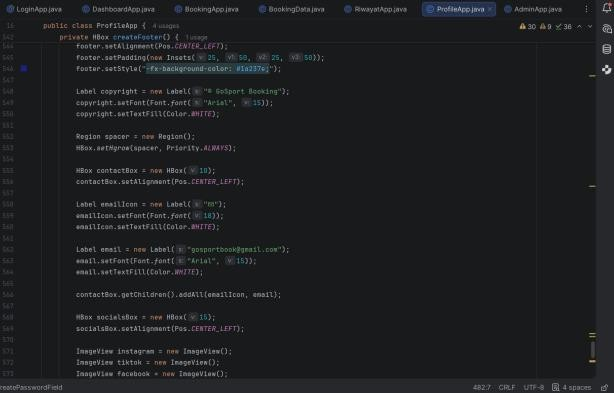 LoginApp.java × DashboardApp.java × BookingApp.java × BookingData.java × RiwayatApp.java × ProfileApp.java × AdminApp.java
16 public class ProfileApp { 4 usages 30 9 36
542 private HBox createFooter() { 1 usage
544 footer.setAlignment(Pos.CENTER_LEFT);
545 footer.setPadding(new Insets( v: 25, v1: 50, v2: 25, v3: 50));
546 footer.setStyle("-fx-background-color: #1a237e;");
547
548 Label copyright = new Label( s: "© GoSport Booking");
549 copyright.setFont(Font.font( s: "Arial", v: 15));
550 copyright.setTextFill(Color.WHITE);
551
552 Region spacer = new Region();
553 HBox.setHgrow(spacer, Priority.ALWAYS);
554
555 HBox contactBox = new HBox( v: 10);
556 contactBox.setAlignment(Pos.CENTER_LEFT);
557
558 Label emailIcon = new Label( s: "✉");
559 emailIcon.setFont(Font.font( v: 18));
560 emailIcon.setTextFill(Color.WHITE);
561
562 Label email = new Label( s: "gosportbook@gmail.com");
563 email.setFont(Font.font( s: "Arial", v: 15));
564 email.setTextFill(Color.WHITE);
565
566 contactBox.getChildren().addAll(emailIcon, email);
567
568 HBox socialsBox = new HBox( v: 15);
569 socialsBox.setAlignment(Pos.CENTER_LEFT);
570
571 ImageView instagram = new ImageView();
572 ImageView tiktok = new ImageView();
573 ImageView facebook = new ImageView();
reatePasswordField 482:7 CRLF UTF-8 4 spaces